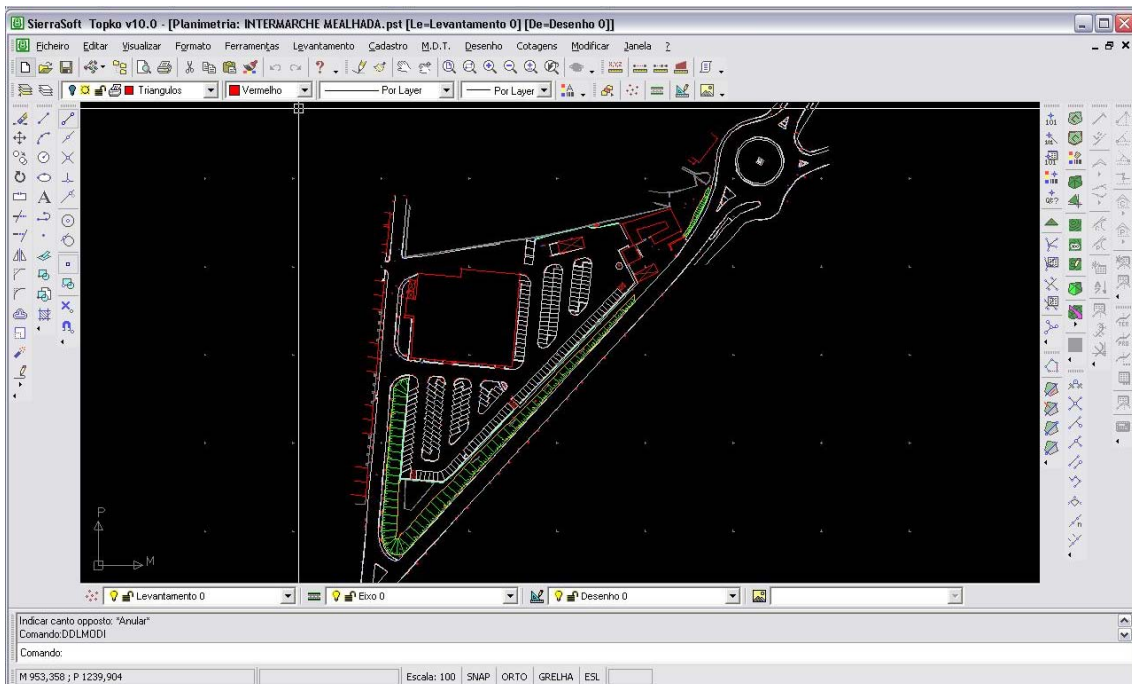 SierraSoft Topko v10.0 - [Planimetria: INTERMARCHE MEALHADA.pst [Le=Levantamento 0] [De=Desenho 0]]
Ficheiro Editar Visualizar Formato Ferramentas Levantamento Cadastro M.D.T. Desenho Cotagens Modificar Janela ?
Triangulos Vermelho Por Layer Por Layer
P
M
Levantamento 0 Eixo 0 Desenho 0
Indicar canto opposto: *Anular*
Comando:DDLMODI
Comando:
M 953,358 ; P 1239,904 Escala: 100 SNAP ORTO GRELHA ESL